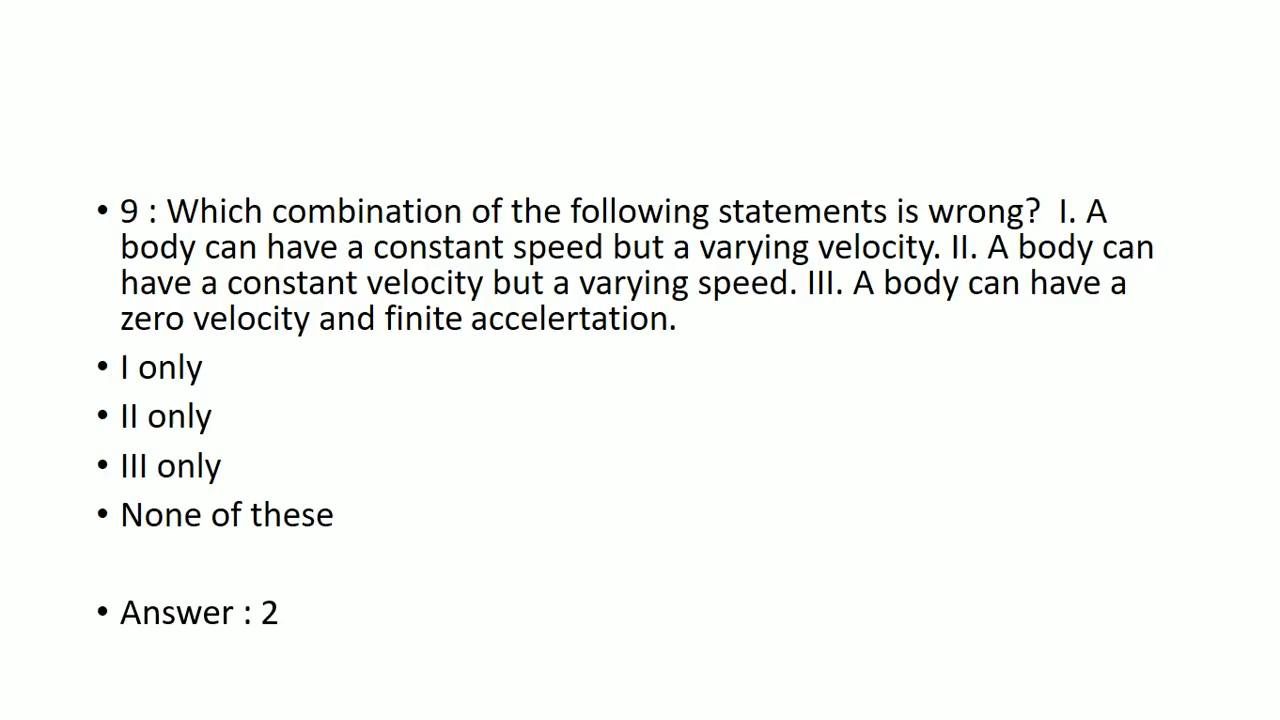 • 9 : Which combination of the following statements is wrong?  I. A
body can have a constant speed but a varying velocity. II. A body can
have a constant velocity but a varying speed. III. A body can have a
zero velocity and finite accelertation.
• I only
• II only
• III only
• None of these
• Answer : 2